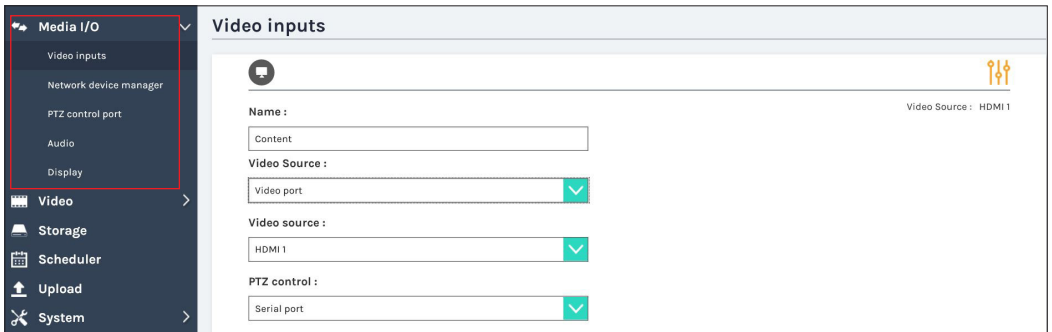 Media I/O
Video inputs
Network device manager
PTZ control port
Audio
Display
Video
Storage
Scheduler
Upload
System
Video inputs
Video Source : HDMI 1
Name :
Content
Video Source :
Video port
Video source :
HDMI 1
PTZ control :
Serial port